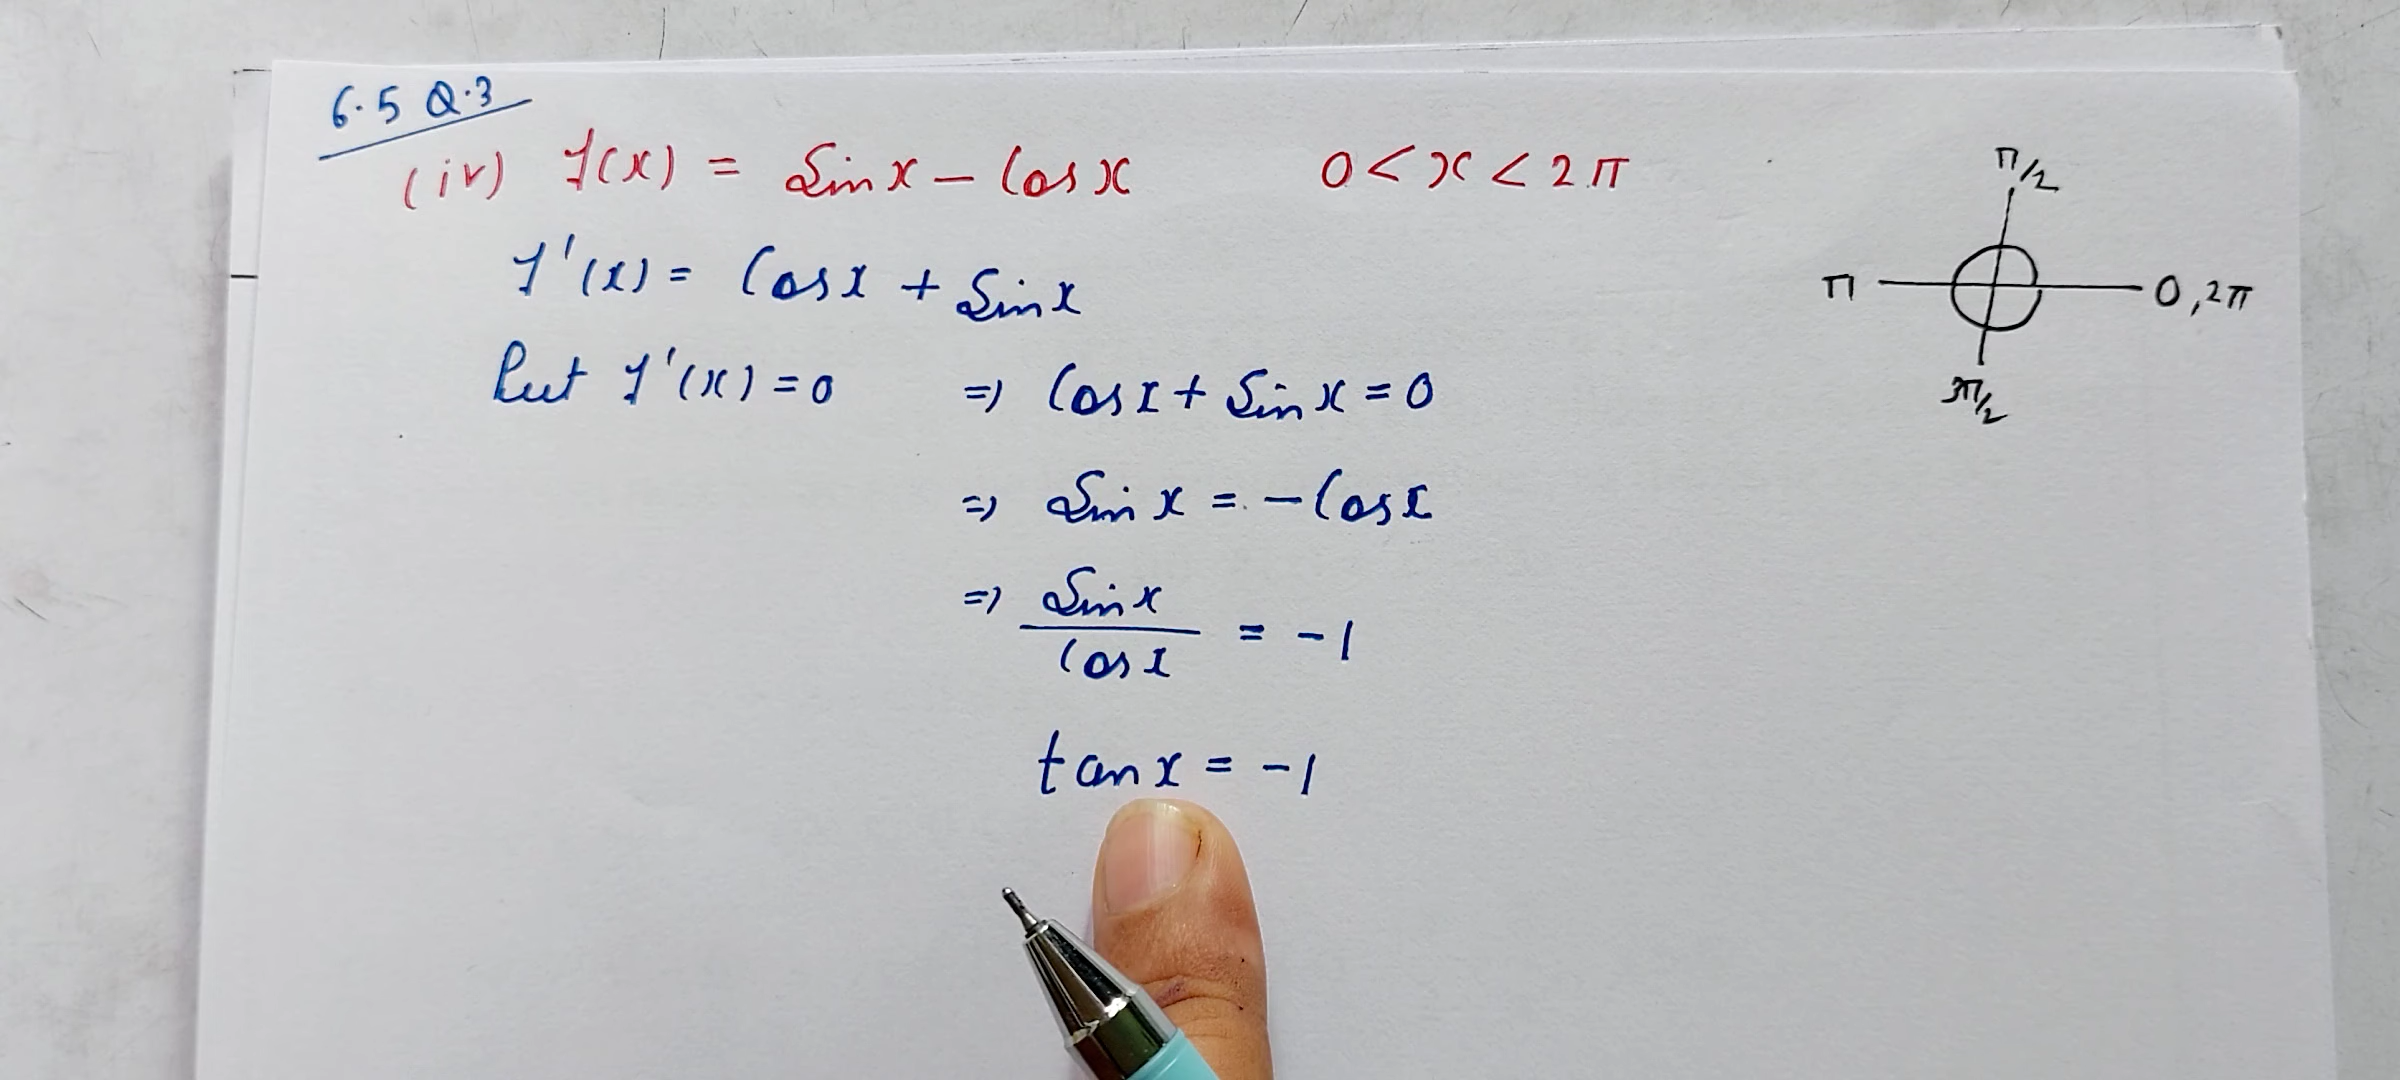 6.5 Q.3
(iv) f(x) = Sin x – Cos x 0 < x < 2π
f'(x) = Cos x + Sin x
Put f'(x) = 0 => Cos x + Sin x = 0
=> Sin x = – Cos x
=> Sin x / Cos x = -1
tan x = -1
π/2
π 0, 2π
3π/2